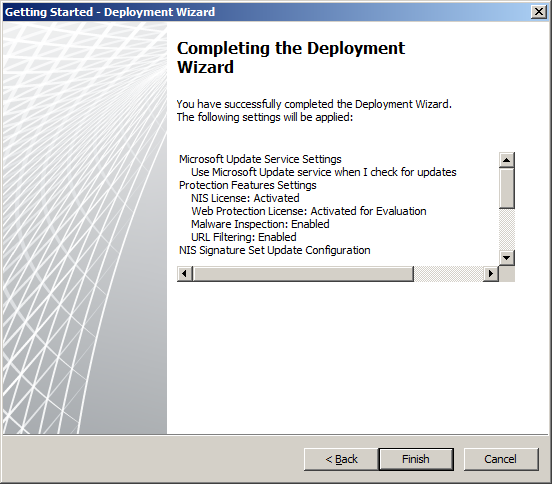 Getting Started - Deployment Wizard
Completing the Deployment
Wizard
You have successfully completed the Deployment Wizard.
The following settings will be applied:
Microsoft Update Service Settings
Use Microsoft Update service when I check for updates
Protection Features Settings
NIS License: Activated
Web Protection License: Activated for Evaluation
Malware Inspection: Enabled
URL Filtering: Enabled
NIS Signature Set Update Configuration
< Back
Finish
Cancel